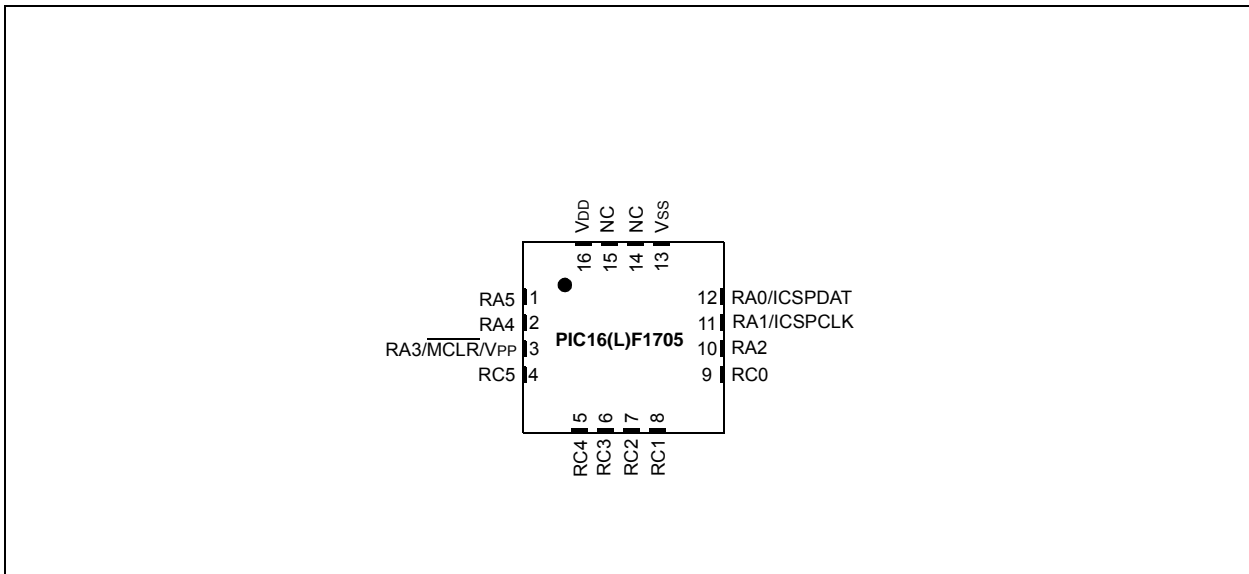 VDD
NC
NC
VSS
16
15
14
13
RA5 1
RA4 2
RA3/MCLR/VPP 3
RC5 4
PIC16(L)F1705
12 RA0/ICSPDAT
11 RA1/ICSPCLK
10 RA2
9 RC0
5
6
7
8
RC4
RC3
RC2
RC1